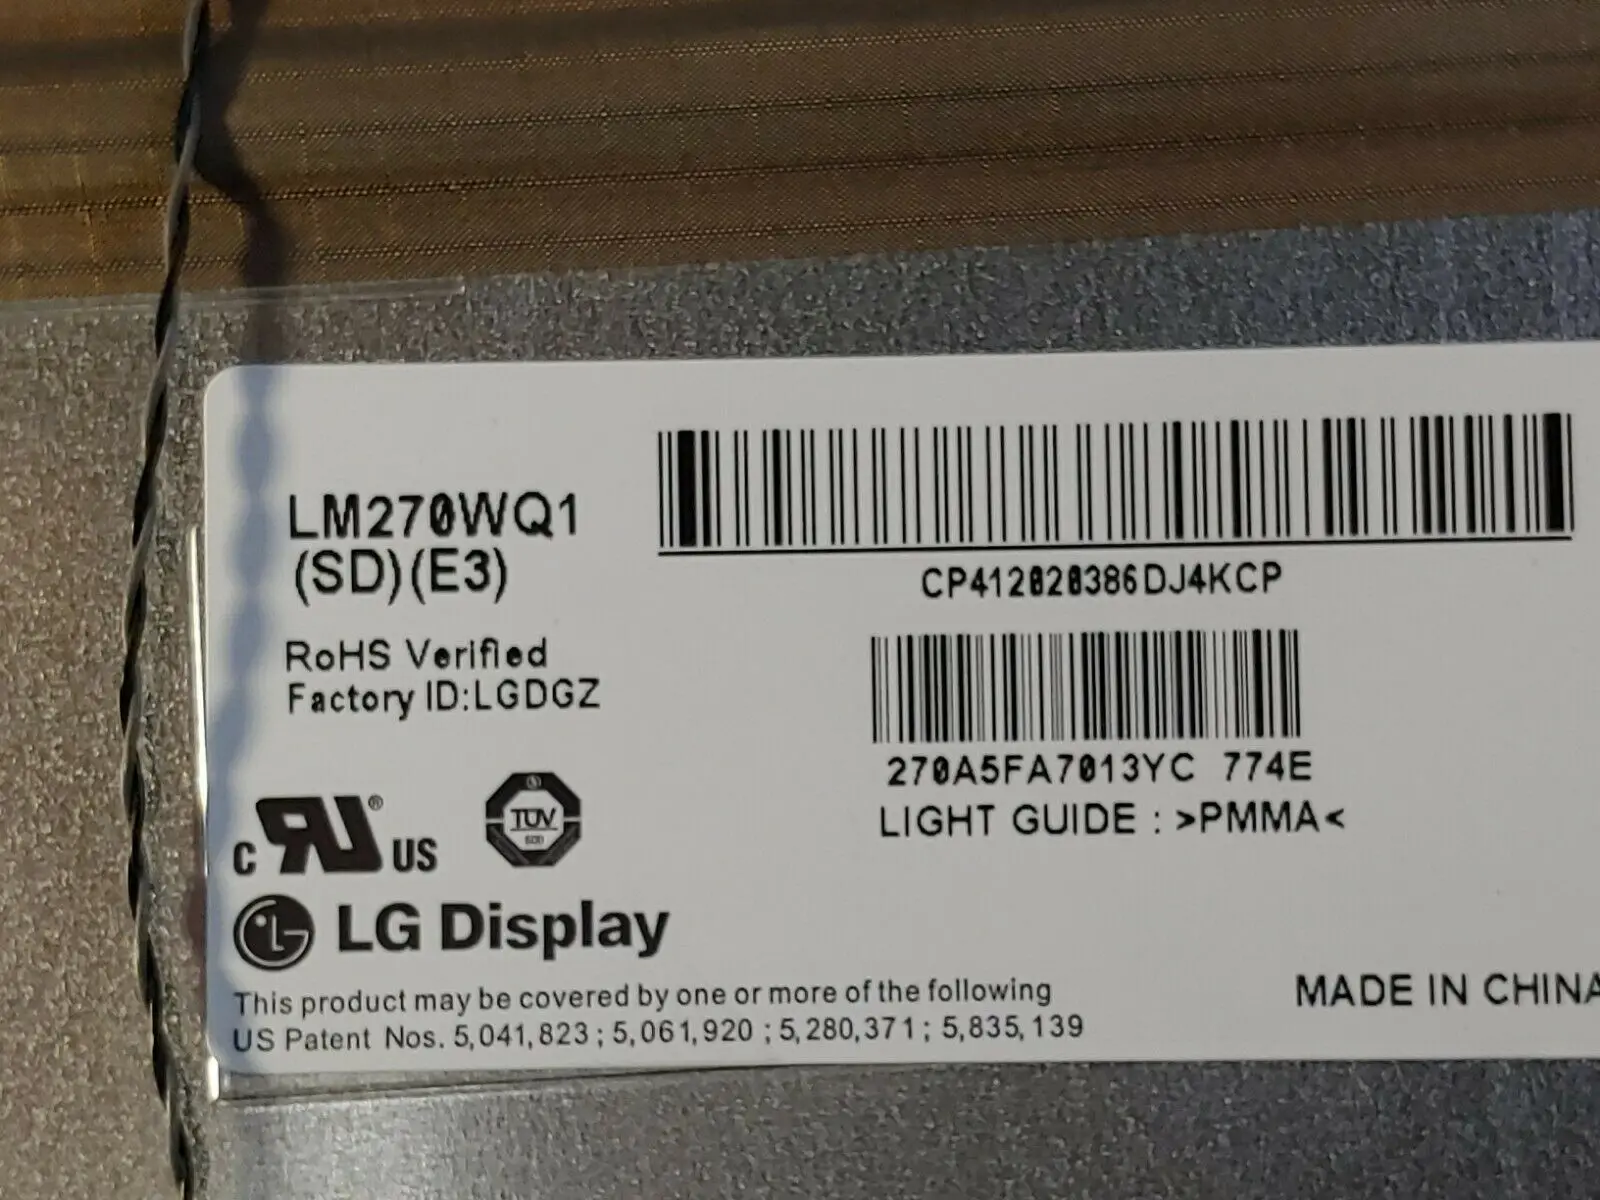 LM270WQ1
(SD)(E3)
CP412020386DJ4KCP
RoHS Verified
Factory ID:LGDGZ
270A5FA7013YC 774E
LIGHT GUIDE : >PMMA<
c RU ® US
TÜV
LG Display
This product may be covered by one or more of the following
US Patent Nos. 5,041,823 ; 5,061,920 ; 5,280,371 ; 5,835,139
MADE IN CHINA